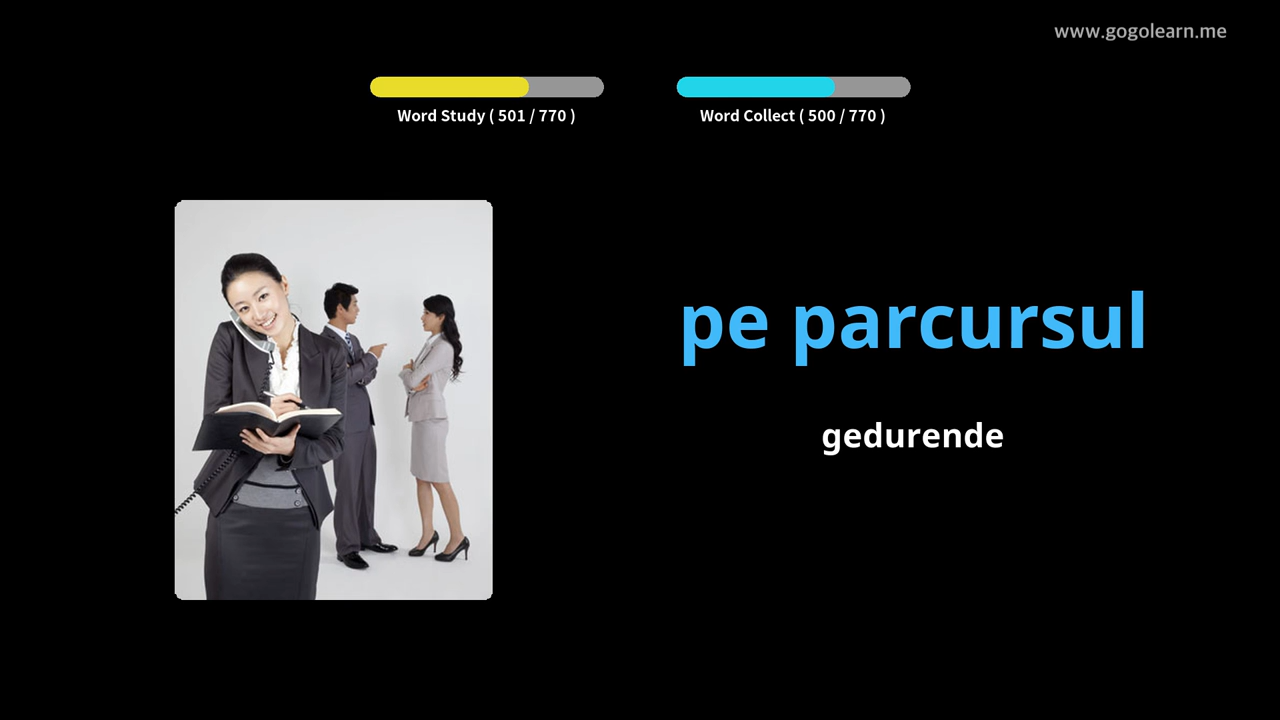 www.gogolearn.me
Word Study ( 501 / 770 )
Word Collect ( 500 / 770 )
pe parcursul
gedurende